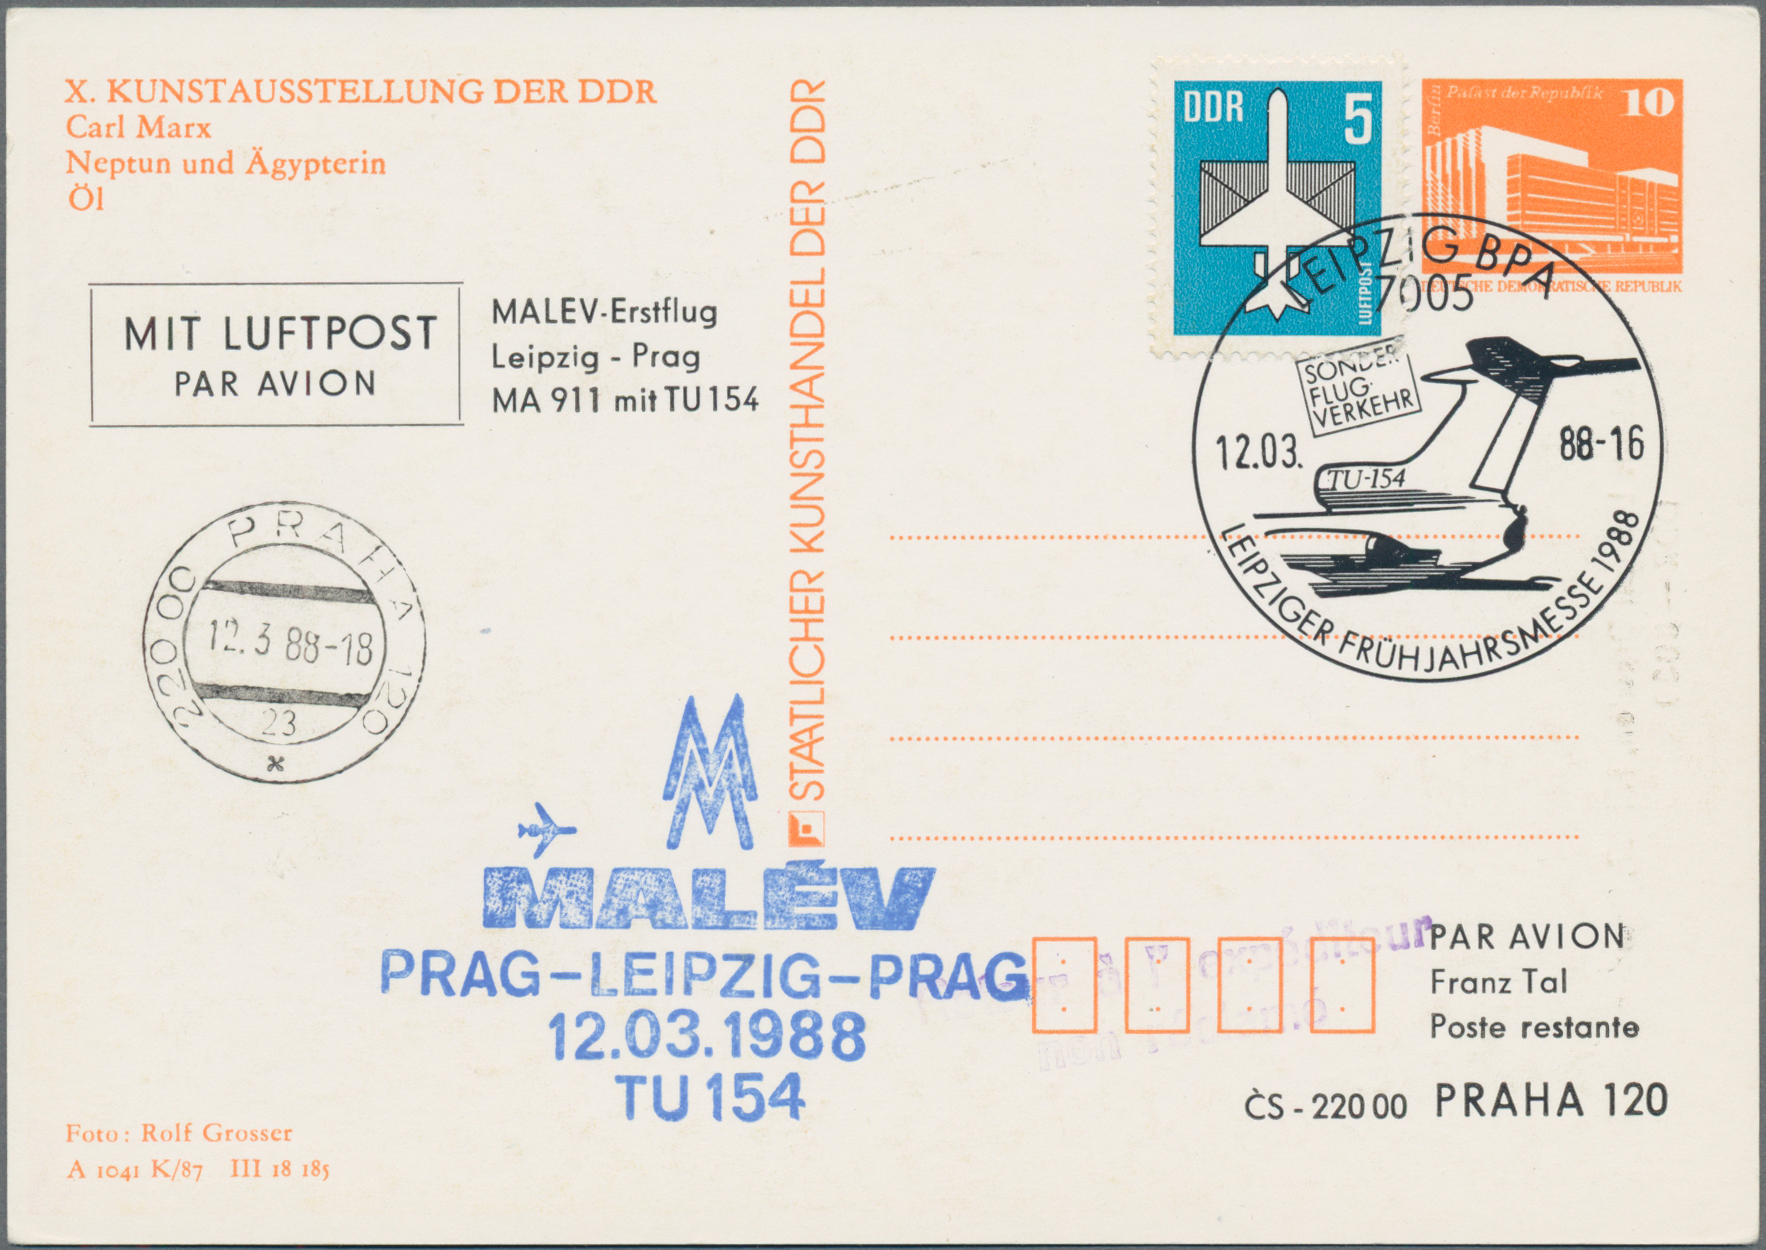 X. KUNSTAUSSTELLUNG DER DDR
Carl Marx
Neptun und Ägypterin
Öl
MIT LUFTPOST
PAR AVION
MALEV-Erstflug
Leipzig - Prag
MA 911 mit TU 154
STAATLICHER KUNSTHANDEL DER DDR
DDR 5
LUFTPOST
Berlin
Palast der Republik 10
DEUTSCHE DEMOKRATISCHE REPUBLIK
LEIPZIG BPA
7005
SONDER
FLUG-
VERKEHR
12.03. 88-16
TU-154
LEIPZIGER FRÜHJAHRSMESSE 1988
220 00 PRAHA 120
12.3 88-18
23
MALÉV
PRAG-LEIPZIG-PRAG
12.03.1988
TU 154
à l'expéditeur
non
PAR AVION
Franz Tal
Poste restante
ČS - 220 00 PRAHA 120
Foto: Rolf Grosser
A 1041 K/87 III 18 185